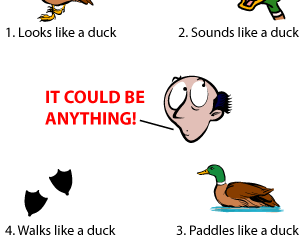 1. Looks like a duck
2. Sounds like a duck
IT COULD BE
ANYTHING!
4. Walks like a duck
3. Paddles like a duck